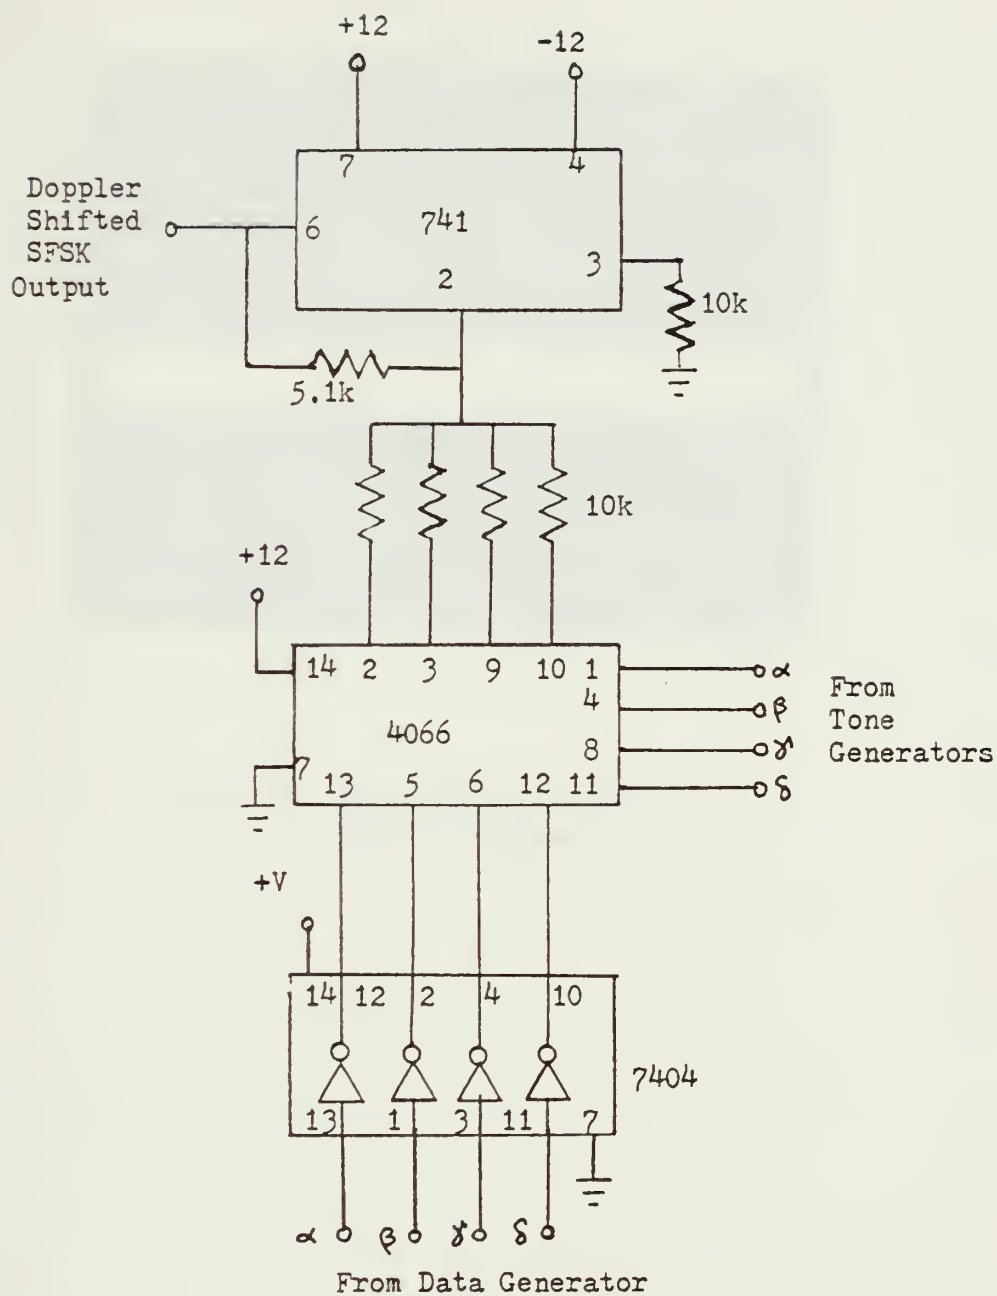 +12
-12
7 4
Doppler
Shifted
SFSK
Output
6 741
2 3
10k
5.1k
10k
+12
14 2 3 9 10 1
α
4
β
4066
8
γ
7 13 5 6 12 11
δ
From
Tone
Generators
+V
14 12 2 4 10
7404
13 1 3 11 7
α β γ δ
From Data Generator